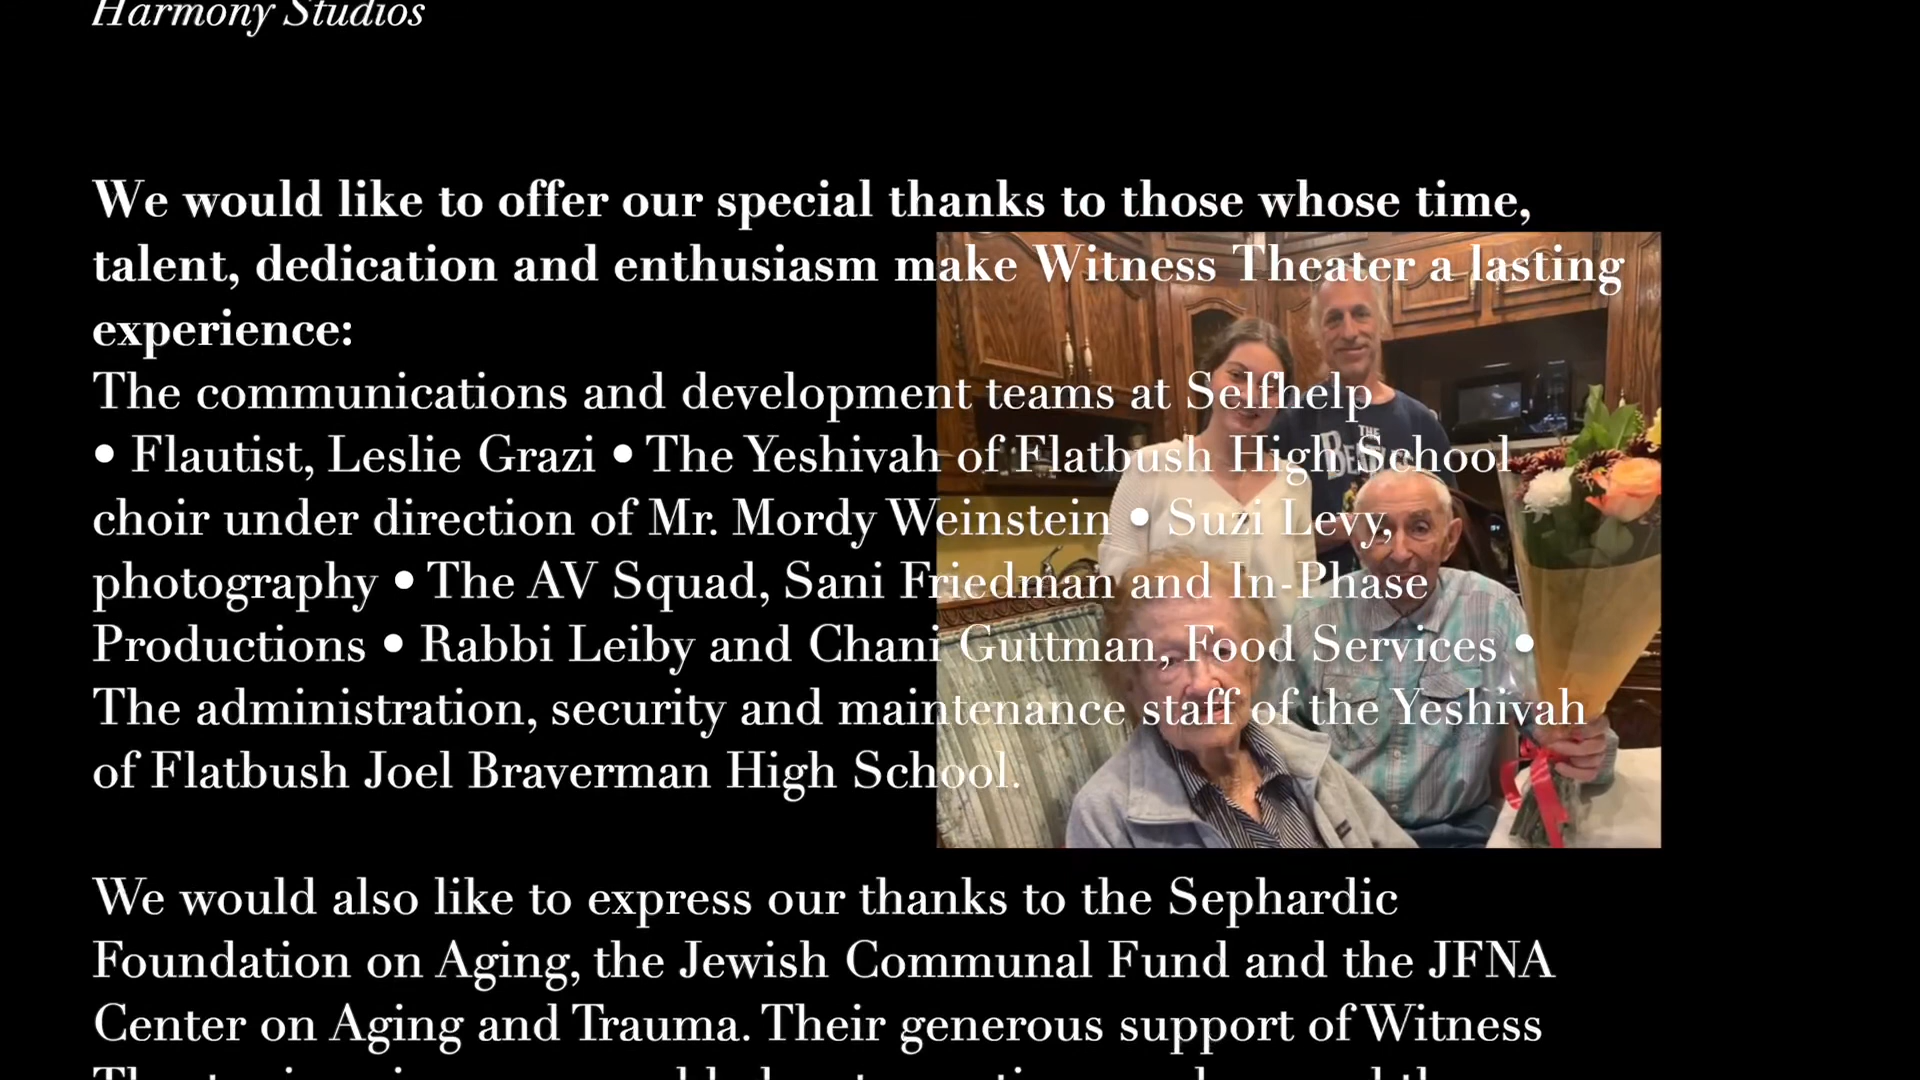 Harmony Studios
We would like to offer our special thanks to those whose time,
talent, dedication and enthusiasm make Witness Theater a lasting
experience:
The communications and development teams at Selfhelp
• Flautist, Leslie Grazi • The Yeshivah of Flatbush High School
choir under direction of Mr. Mordy Weinstein • Suzi Levy,
photography • The AV Squad, Sani Friedman and In-Phase
Productions • Rabbi Leiby and Chani Guttman, Food Services •
The administration, security and maintenance staff of the Yeshivah
of Flatbush Joel Braverman High School.
We would also like to express our thanks to the Sephardic
Foundation on Aging, the Jewish Communal Fund and the JFNA
Center on Aging and Trauma. Their generous support of Witness
THE